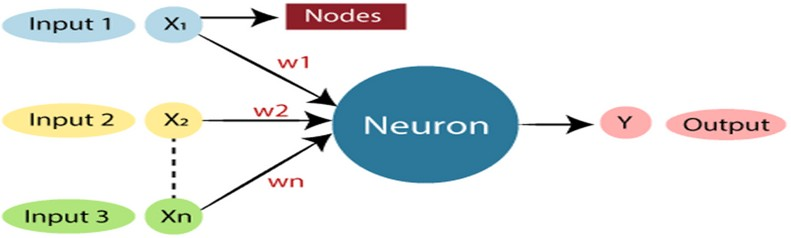 Input 1
X₁
Nodes
w1
Input 2
X₂
w2
Neuron
Y
Output
wn
Input 3
Xn